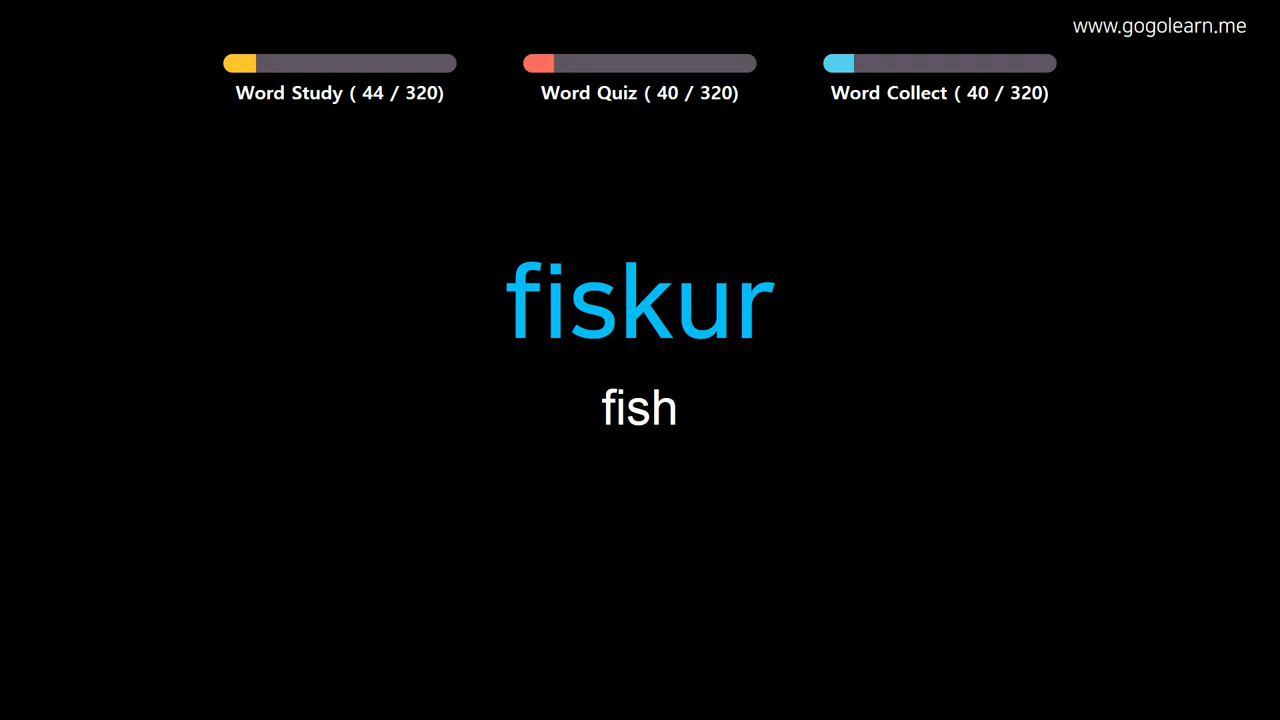 www.gogolearn.me
Word Study ( 44 / 320)
Word Quiz ( 40 / 320)
Word Collect ( 40 / 320)
fiskur
fish